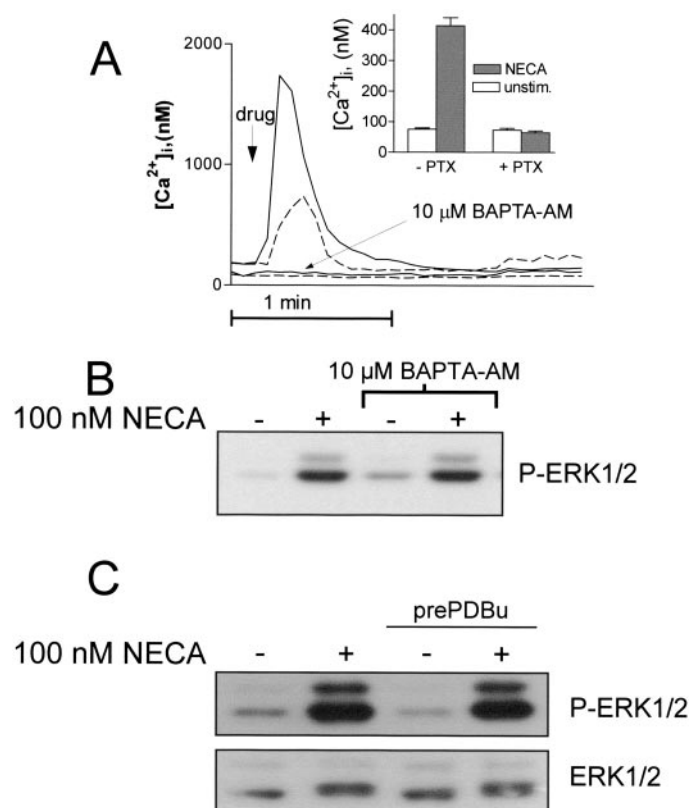 A
[Ca²⁺]i,(nM)
2000
1000
0
drug
1 min
10 µM BAPTA-AM
[Ca²⁺]i, (nM)
400
300
200
100
0
NECA
unstim.
- PTX
+ PTX
B
10 µM BAPTA-AM
100 nM NECA - + - +
P-ERK1/2
C
prePDBu
100 nM NECA - + - +
P-ERK1/2
ERK1/2